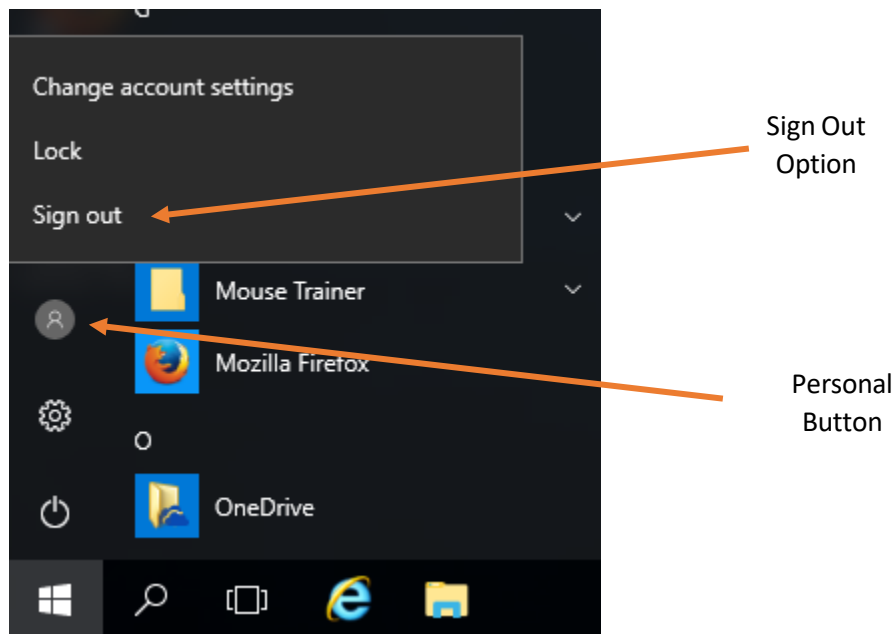 Change account settings
Lock
Sign out
Mouse Trainer
Mozilla Firefox
O
OneDrive
Sign Out
Option
Personal
Button